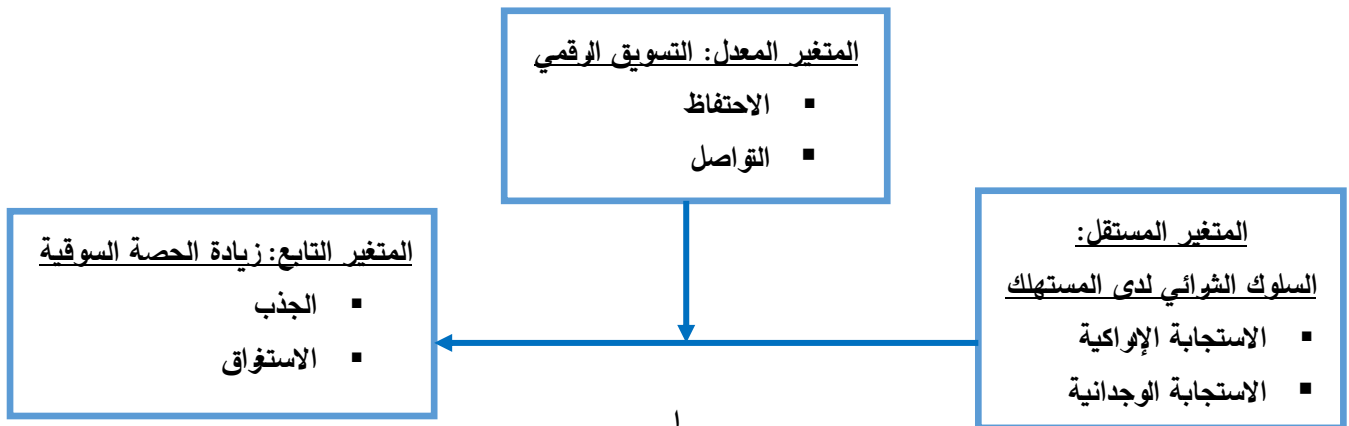 المتغير المعدل: التسويق الرقمي
▪ الاحتفاظ
▪ التواصل
المتغير المستقل:
السلوك الشرائي لدى المستهلك
▪ الاستجابة الإدراكية
▪ الاستجابة الوجدانية
المتغير التابع: زيادة الحصة السوقية
▪ الجذب
▪ الاستغراق
ا